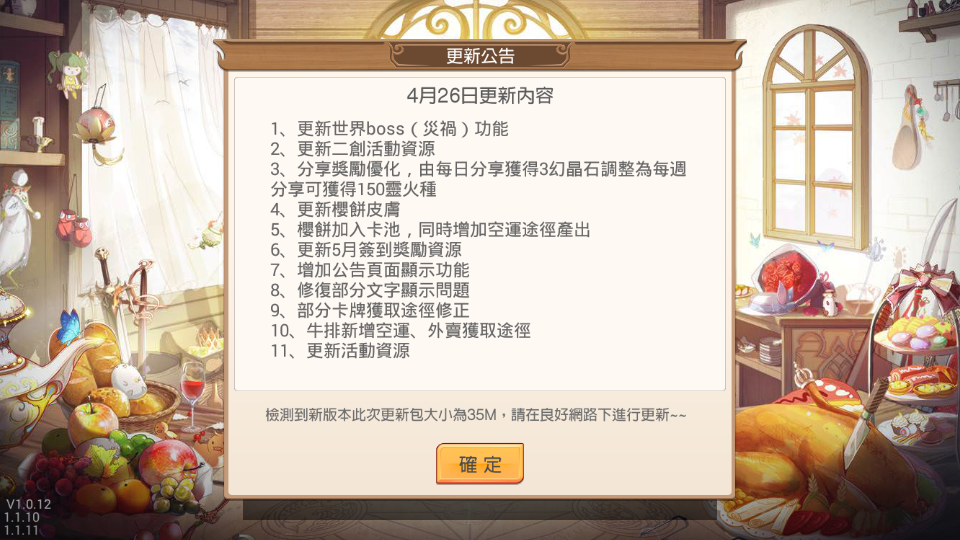 更新公告
4月26日更新內容
1、更新世界boss（災禍）功能
2、更新二創活動資源
3、分享獎勵優化，由每日分享獲得3幻晶石調整為每週
分享可獲得150靈火種
4、更新櫻餅皮膚
5、櫻餅加入卡池，同時增加空運途徑產出
6、更新5月簽到獎勵資源
7、增加公告頁面顯示功能
8、修復部分文字顯示問題
9、部分卡牌獲取途徑修正
10、牛排新增空運、外賣獲取途徑
11、更新活動資源
檢測到新版本此次更新包大小為35M，請在良好網路下進行更新~~
確定
V1.0.12
1.1.10
1.1.11